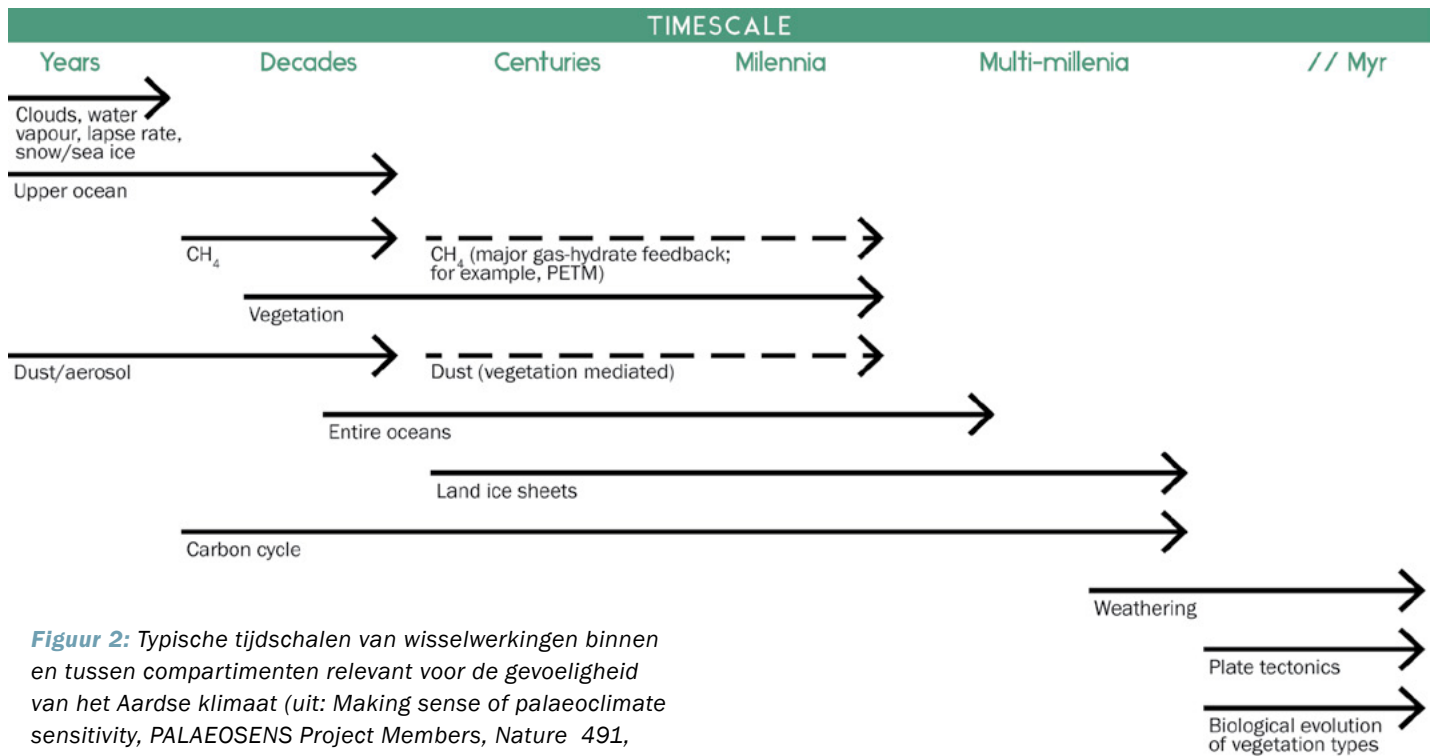 TIMESCALE
Years Decades Centuries Milennia Multi-millenia // Myr
Clouds, water
vapour, lapse rate,
snow/sea ice
Upper ocean
CH₄
CH₄ (major gas-hydrate feedback;
for example, PETM)
Vegetation
Dust/aerosol
Dust (vegetation mediated)
Entire oceans
Land ice sheets
Carbon cycle
Weathering
Plate tectonics
Biological evolution
of vegetation types
Figuur 2: Typische tijdschalen van wisselwerkingen binnen
en tussen compartimenten relevant voor de gevoeligheid
van het Aardse klimaat (uit: Making sense of palaeoclimate
sensitivity, PALAEOSENS Project Members, Nature 491,